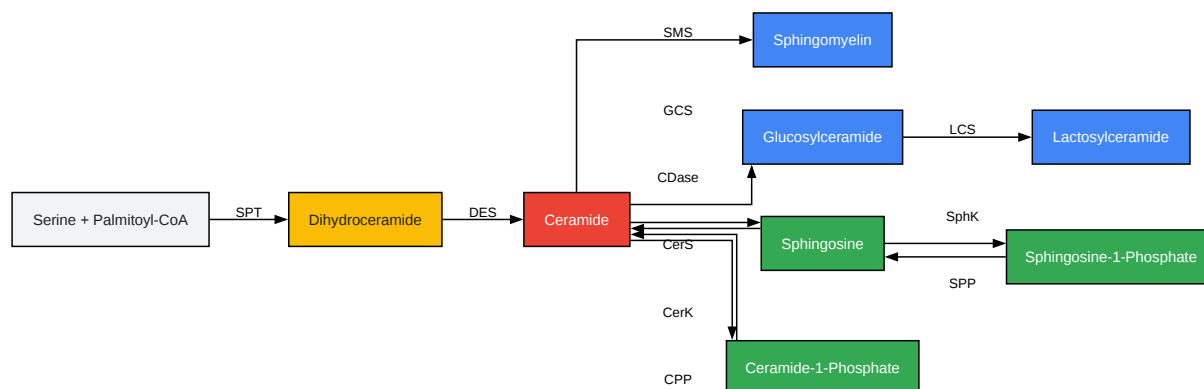 SMS
Sphingomyelin
GCS
Glucosylceramide
LCS
Lactosylceramide
CDase
Serine + Palmitoyl-CoA
SPT
Dihydroceramide
DES
Ceramide
SphK
Sphingosine
CerS
Sphingosine-1-Phosphate
SPP
CerK
Ceramide-1-Phosphate
CPP